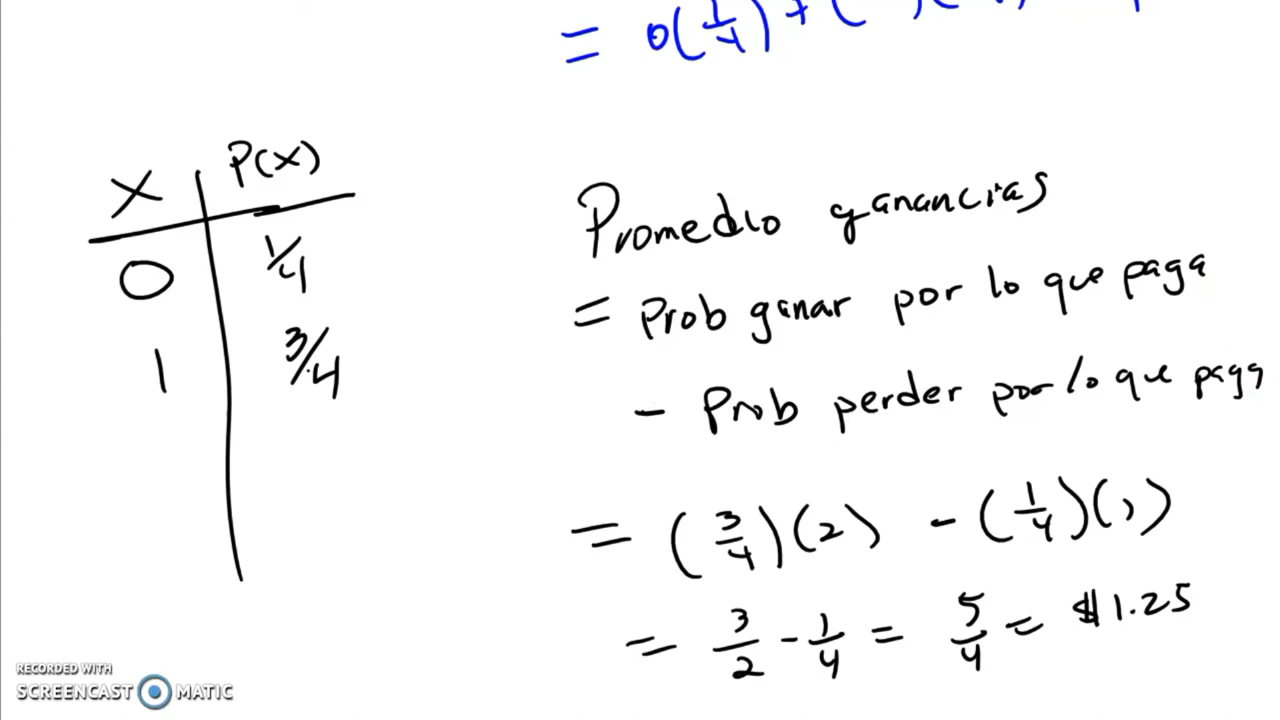 = 0(1/4) + ( )(
X | P(X)
0 | 1/4
1 | 3/4
Promedio ganancias
= Prob ganar por lo que paga
- Prob perder por lo que paga
= (3/4)(2) - (1/4)(1)
= 3/2 - 1/4 = 5/4 = $1.25
RECORDED WITH
SCREENCAST MATIC